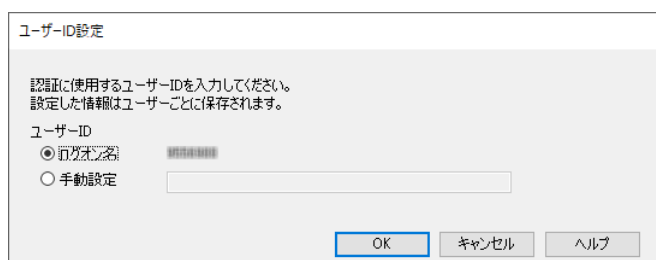 ユーザーID設定
認証に使用するユーザーIDを入力してください。
設定した情報はユーザーごとに保存されます。
ユーザーID
ログオン名
手動設定
OK キャンセル ヘルプ